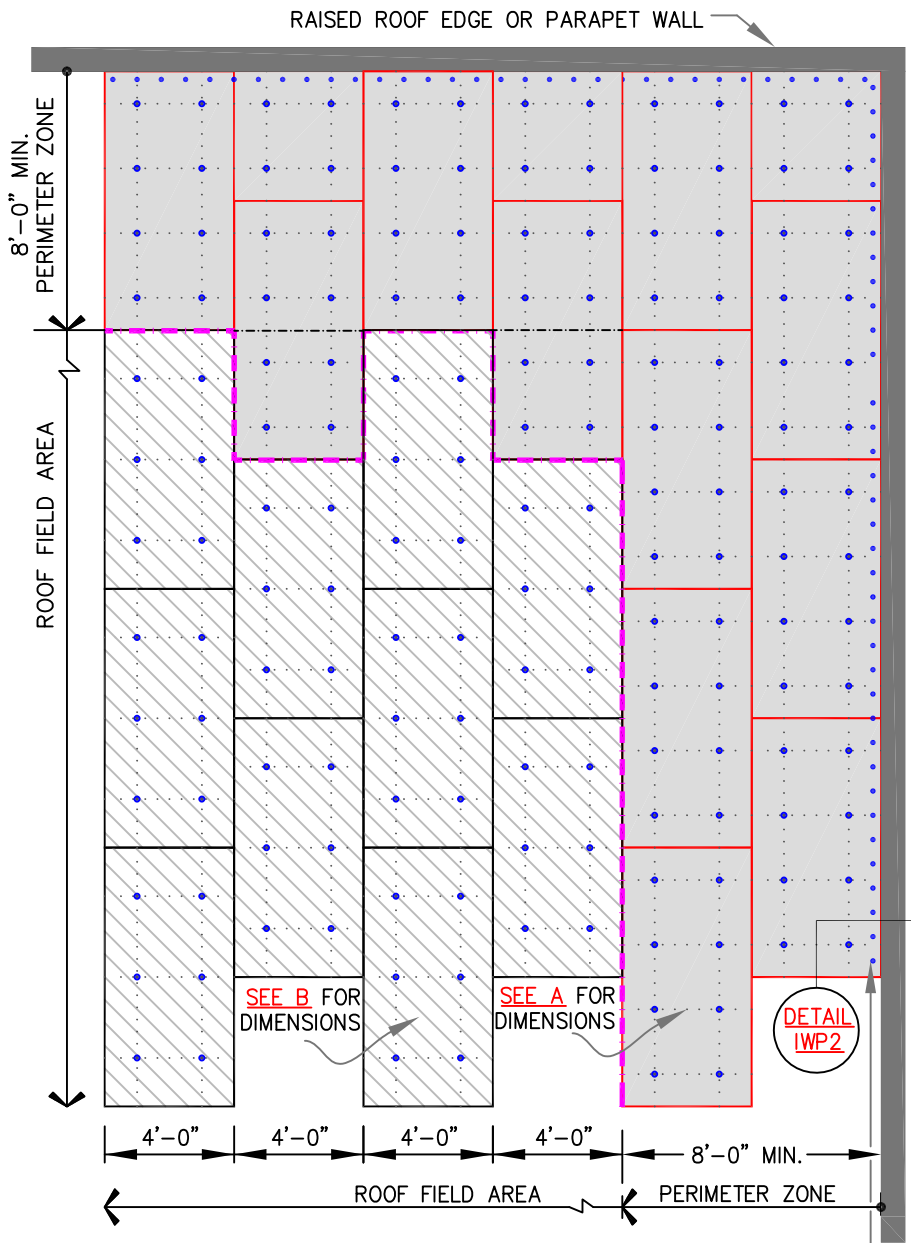 RAISED ROOF EDGE OR PARAPET WALL
8'-0" MIN.
PERIMETER ZONE
ROOF FIELD AREA
SEE B FOR
DIMENSIONS
SEE A FOR
DIMENSIONS
DETAIL
IWP2
4'-0"
4'-0"
4'-0"
4'-0"
8'-0" MIN.
ROOF FIELD AREA
PERIMETER ZONE